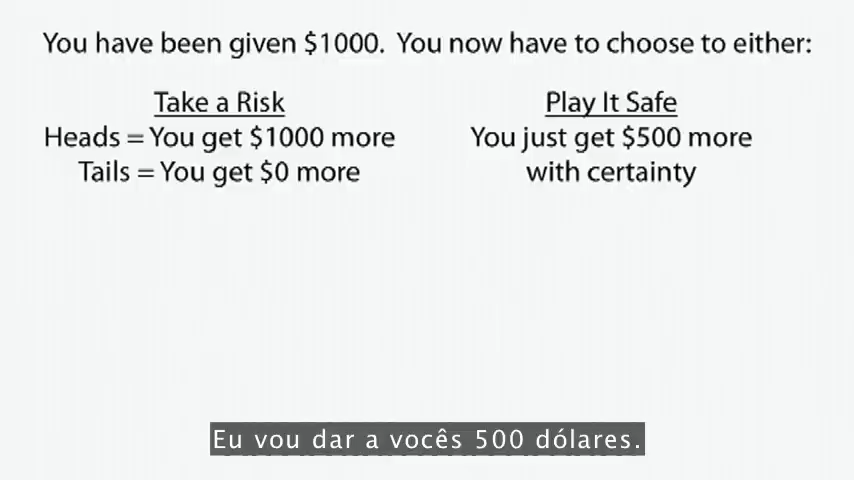 You have been given $1000. You now have to choose to either:
Take a Risk
Heads = You get $1000 more
Tails = You get $0 more
Play It Safe
You just get $500 more
with certainty
Eu vou dar a vocês 500 dólares.